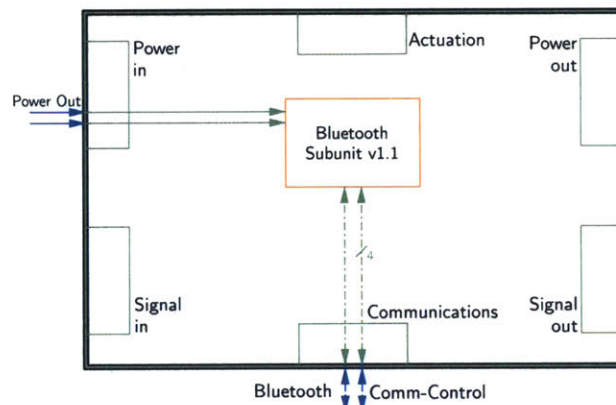 Power
in
Actuation
Power
out
Power Out
Bluetooth
Subunit v1.1
4
Signal
in
Communications
Signal
out
Bluetooth
Comm-Control